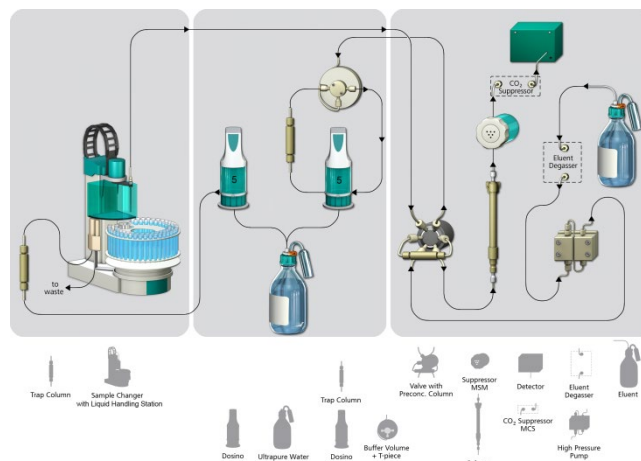 CO2
Suppressor
Eluent
Degasser
5
5
to
waste
Trap Column
Sample Changer
with Liquid Handling Station
Trap Column
Valve with
Preconc. Column
Suppressor
MSM
Detector
Eluent
Degasser
Eluent
CO2 Suppressor
MCS
Dosino
Ultrapure Water
Dosino
Buffer Volume
+ T-piece
High Pressure
Pump